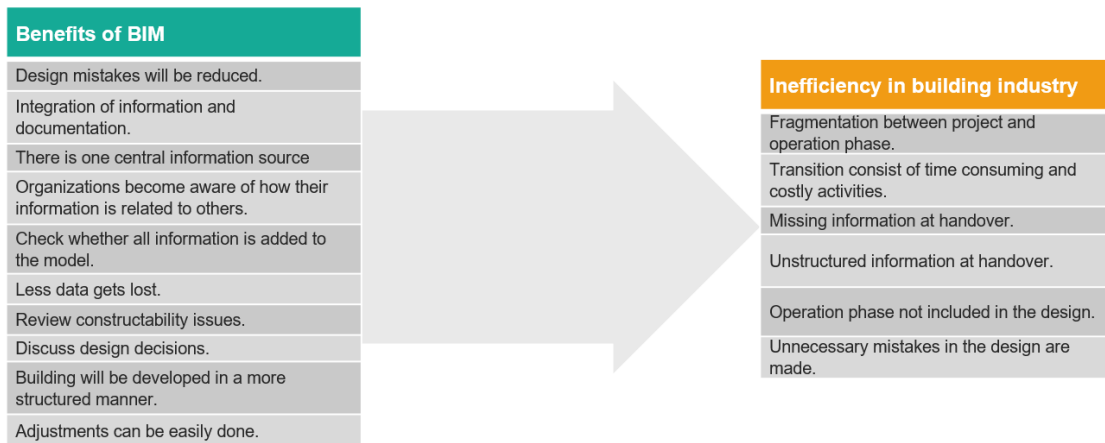 Benefits of BIM
Design mistakes will be reduced.
Integration of information and
documentation.
There is one central information source
Organizations become aware of how their
information is related to others.
Check whether all information is added to
the model.
Less data gets lost.
Review constructability issues.
Discuss design decisions.
Building will be developed in a more
structured manner.
Adjustments can be easily done.
Inefficiency in building industry
Fragmentation between project and
operation phase.
Transition consist of time consuming and
costly activities.
Missing information at handover.
Unstructured information at handover.
Operation phase not included in the design.
Unnecessary mistakes in the design are
made.